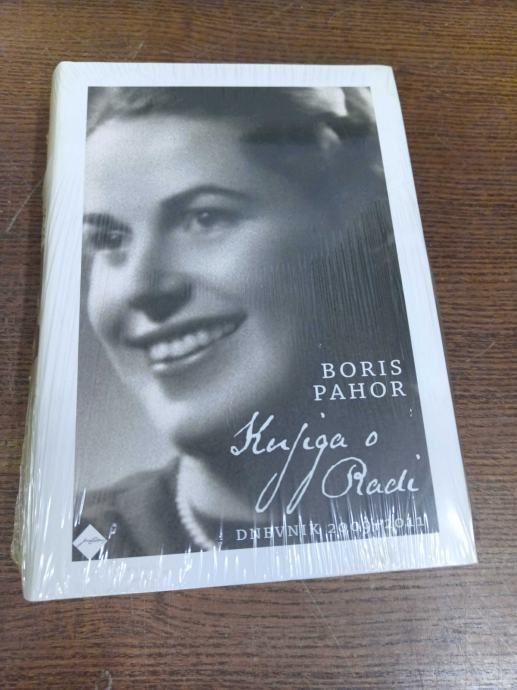 BORIS
PAHOR
Knjiga o
Radi
DNEVNIK 2009–2011